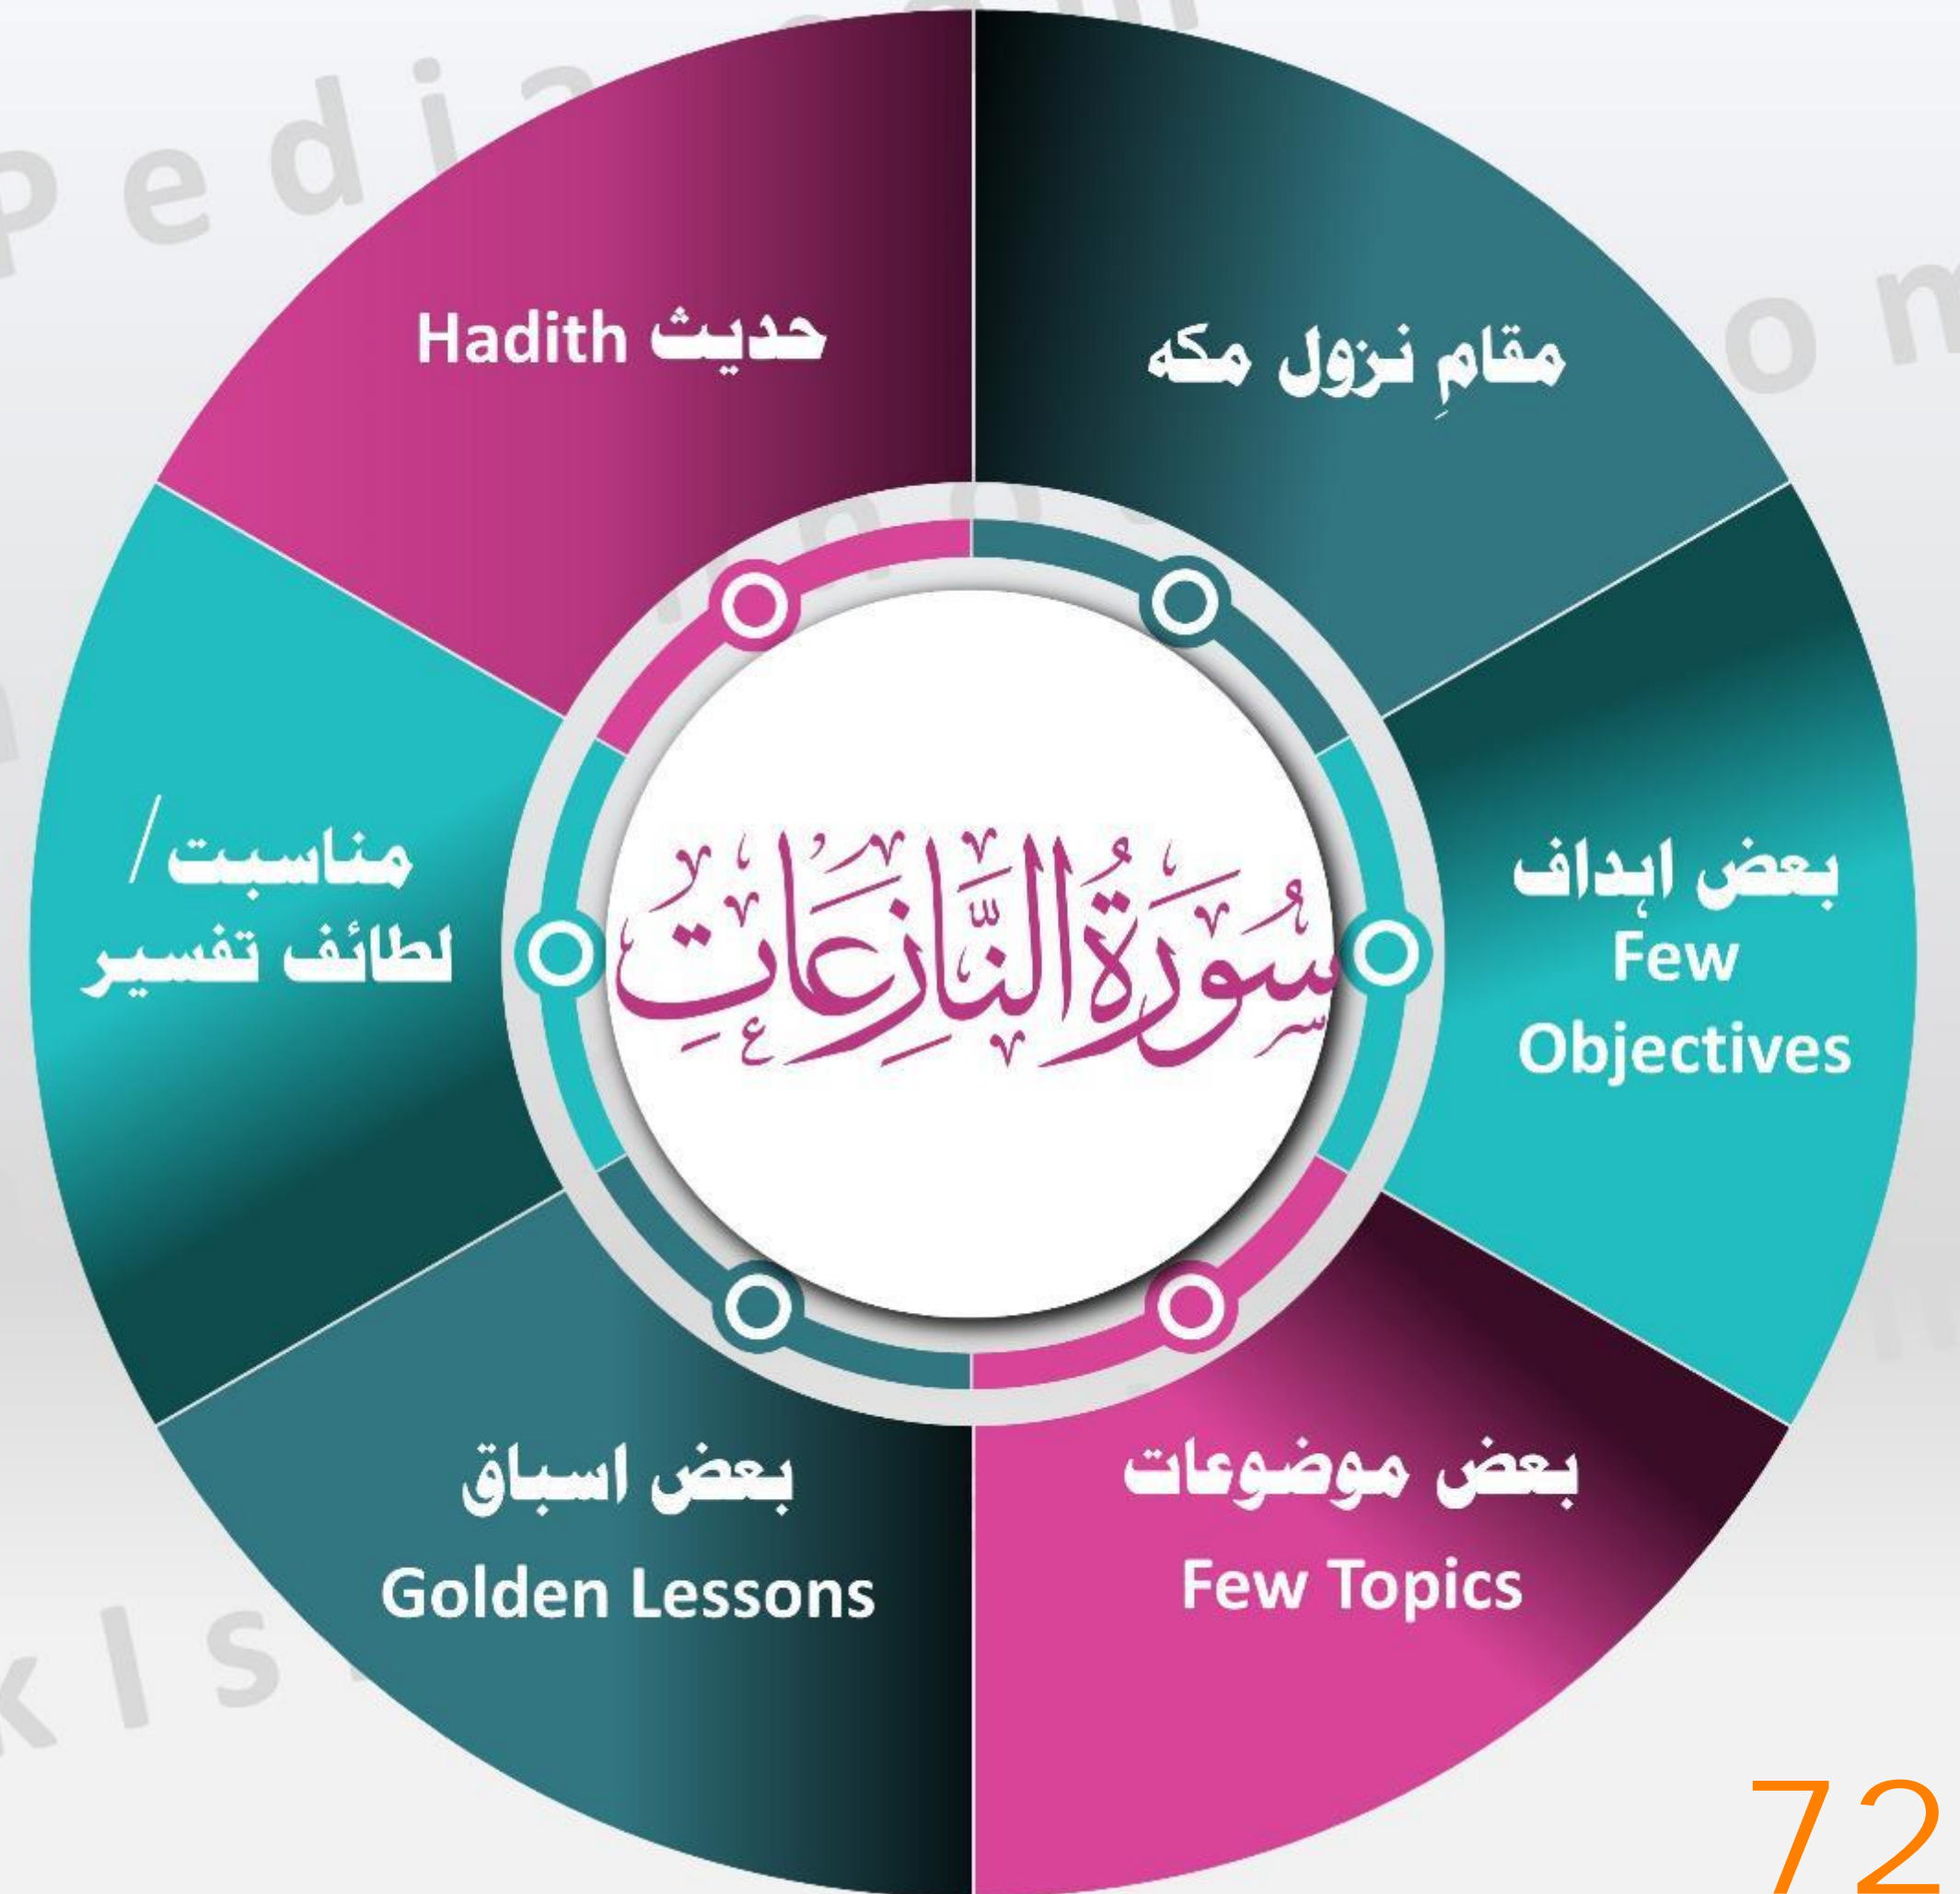 حدیث Hadith
مقامِ نزول مکہ
بعض اہداف
Few
Objectives
بعض موضوعات
Few Topics
بعض اسباق
Golden Lessons
مناسبت /
لطائف تفسیر
سُورَةُ النَّازِعَاتِ
72